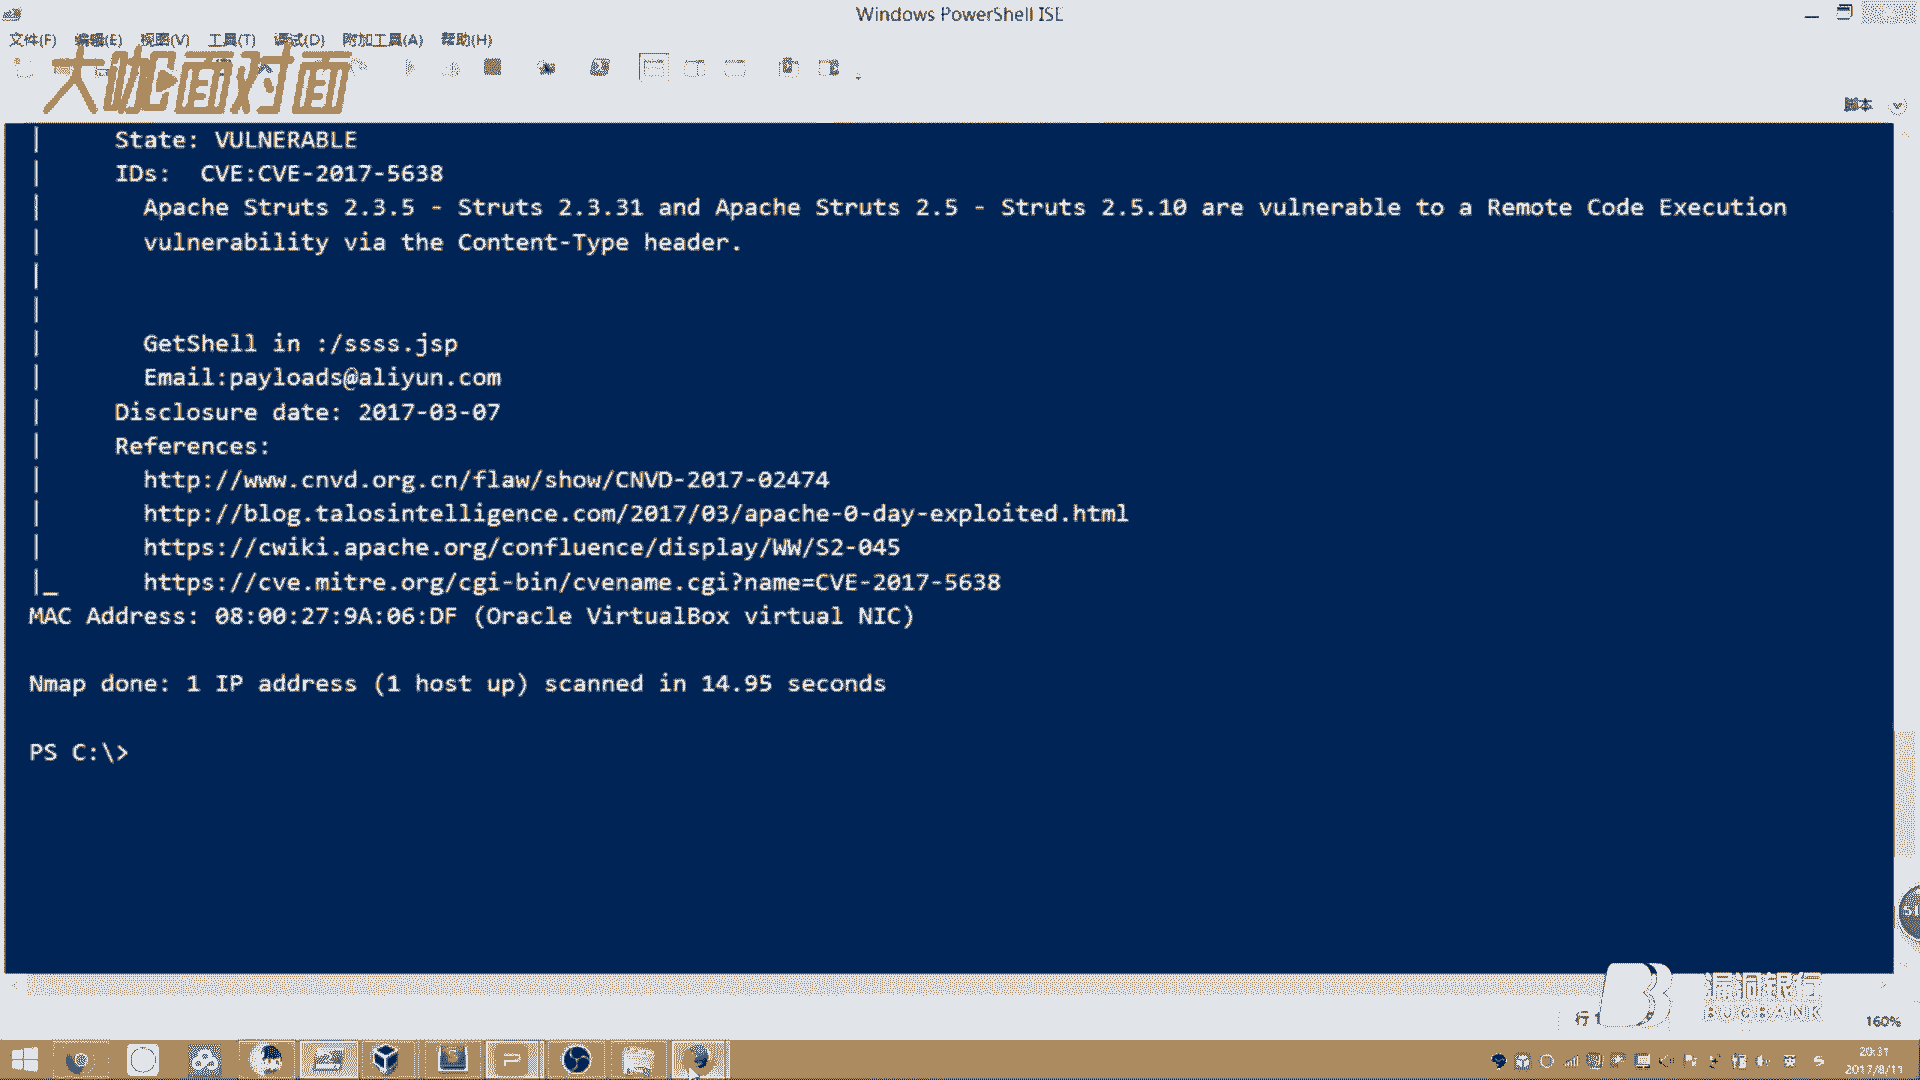 Windows PowerShell ISE
文件(F) 编辑(E) 视图(V) 工具(T) 调试(D) 附加工具(A) 帮助(H)
大咖面对面
脚本
| State: VULNERABLE
| IDs: CVE:CVE-2017-5638
| Apache Struts 2.3.5 - Struts 2.3.31 and Apache Struts 2.5 - Struts 2.5.10 are vulnerable to a Remote Code Execution
| vulnerability via the Content-Type header.
|
|
| GetShell in :/ssss.jsp
| Email:payloads@aliyun.com
| Disclosure date: 2017-03-07
| References:
| http://www.cnvd.org.cn/flaw/show/CNVD-2017-02474
| http://blog.talosintelligence.com/2017/03/apache-0-day-exploited.html
| https://cwiki.apache.org/confluence/display/WW/S2-045
|_ https://cve.mitre.org/cgi-bin/cvename.cgi?name=CVE-2017-5638
MAC Address: 08:00:27:9A:06:DF (Oracle VirtualBox virtual NIC)
Nmap done: 1 IP address (1 host up) scanned in 14.95 seconds
PS C:\>
漏洞银行
BUGBANK
行 1
160%
20:31
2017/8/11